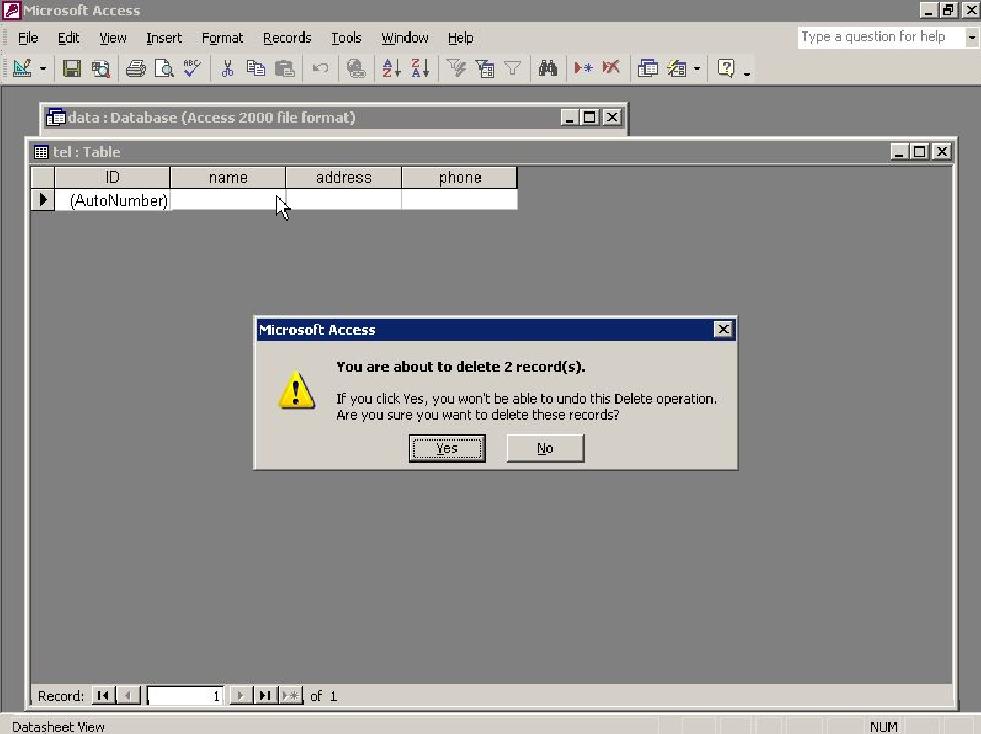 Microsoft Access
File Edit View Insert Format Records Tools Window Help
Type a question for help
data : Database (Access 2000 file format)
tel : Table
ID name address phone
(AutoNumber)
Microsoft Access
You are about to delete 2 record(s).
If you click Yes, you won't be able to undo this Delete operation.
Are you sure you want to delete these records?
Yes No
Record: 1 of 1
Datasheet View NUM